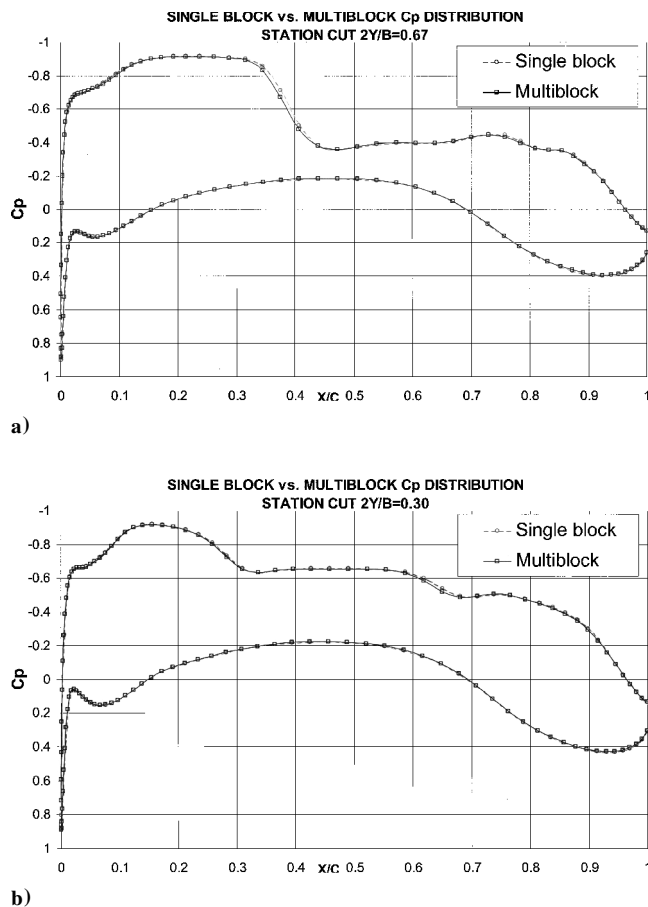 SINGLE BLOCK vs. MULTIBLOCK Cp DISTRIBUTION
STATION CUT 2Y/B=0.67
-1
-0.8
-0.6
-0.4
-0.2
0
0.2
0.4
0.6
0.8
1
Cp
Single block
Multiblock
0 0.1 0.2 0.3 0.4 0.5 0.6 0.7 0.8 0.9 1
X/C
a)
SINGLE BLOCK vs. MULTIBLOCK Cp DISTRIBUTION
STATION CUT 2Y/B=0.30
-1
-0.8
-0.6
-0.4
-0.2
0
0.2
0.4
0.6
0.8
1
Cp
Single block
Multiblock
0 0.1 0.2 0.3 0.4 0.5 0.6 0.7 0.8 0.9 1
X/C
b)